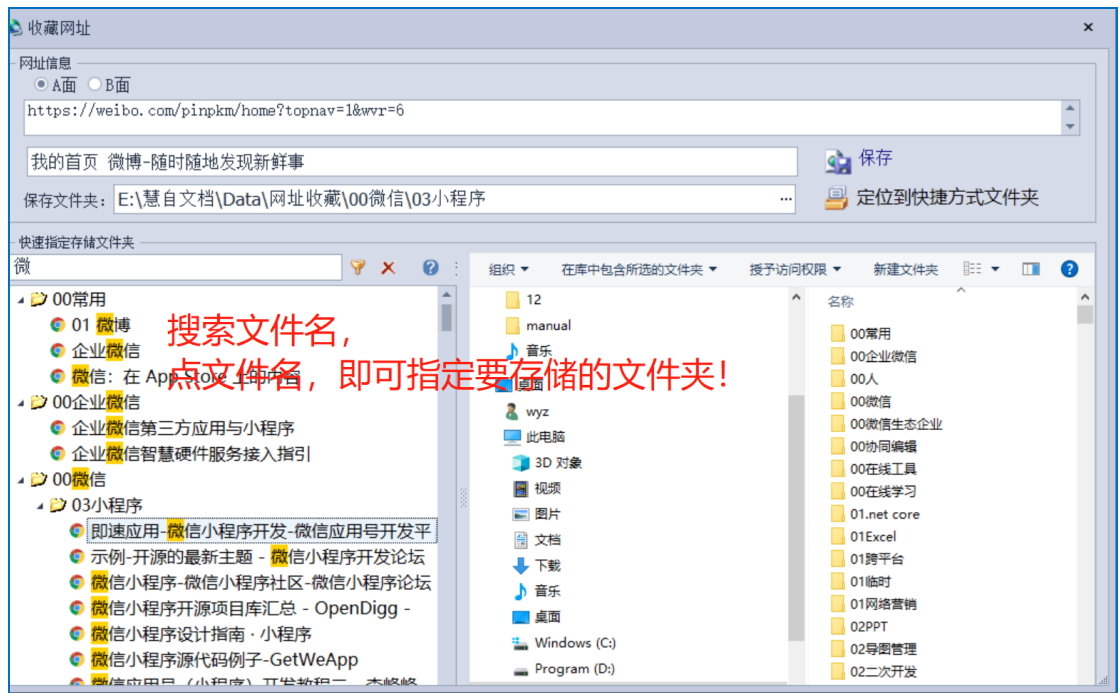 收藏网址
网址信息
A面 B面
https://weibo.com/pinpkm/home?topnav=1&wvr=6
我的首页 微博-随时随地发现新鲜事
保存
保存文件夹: E:\慧自文档\Data\网址收藏\00微信\03小程序 ...
定位到快捷方式文件夹
快速指定存储文件夹
微
组织 在库中包含所选的文件夹 授予访问权限 新建文件夹
00常用
01 微博
企业微信
微信: 在 App Store 上的内容
00企业微信
企业微信第三方应用与小程序
企业微信智慧硬件服务接入指引
00微信
03小程序
即速应用-微信小程序开发-微信应用号开发平
示例-开源的最新主题 - 微信小程序开发论坛
微信小程序-微信小程序社区-微信小程序论坛
微信小程序开源项目库汇总 - OpenDigg -
微信小程序设计指南 · 小程序
微信小程序源代码例子-GetWeApp
搜索文件名，
点文件名，即可指定要存储的文件夹！
12
manual
音乐
桌面
wyz
此电脑
3D 对象
视频
图片
文档
下载
音乐
桌面
Windows (C:)
Program (D:)
名称
00常用
00企业微信
00人
00微信
00微信生态企业
00协同编辑
00在线工具
00在线学习
01.net core
01Excel
01跨平台
01临时
01网络营销
02PPT
02导图管理
02二次开发